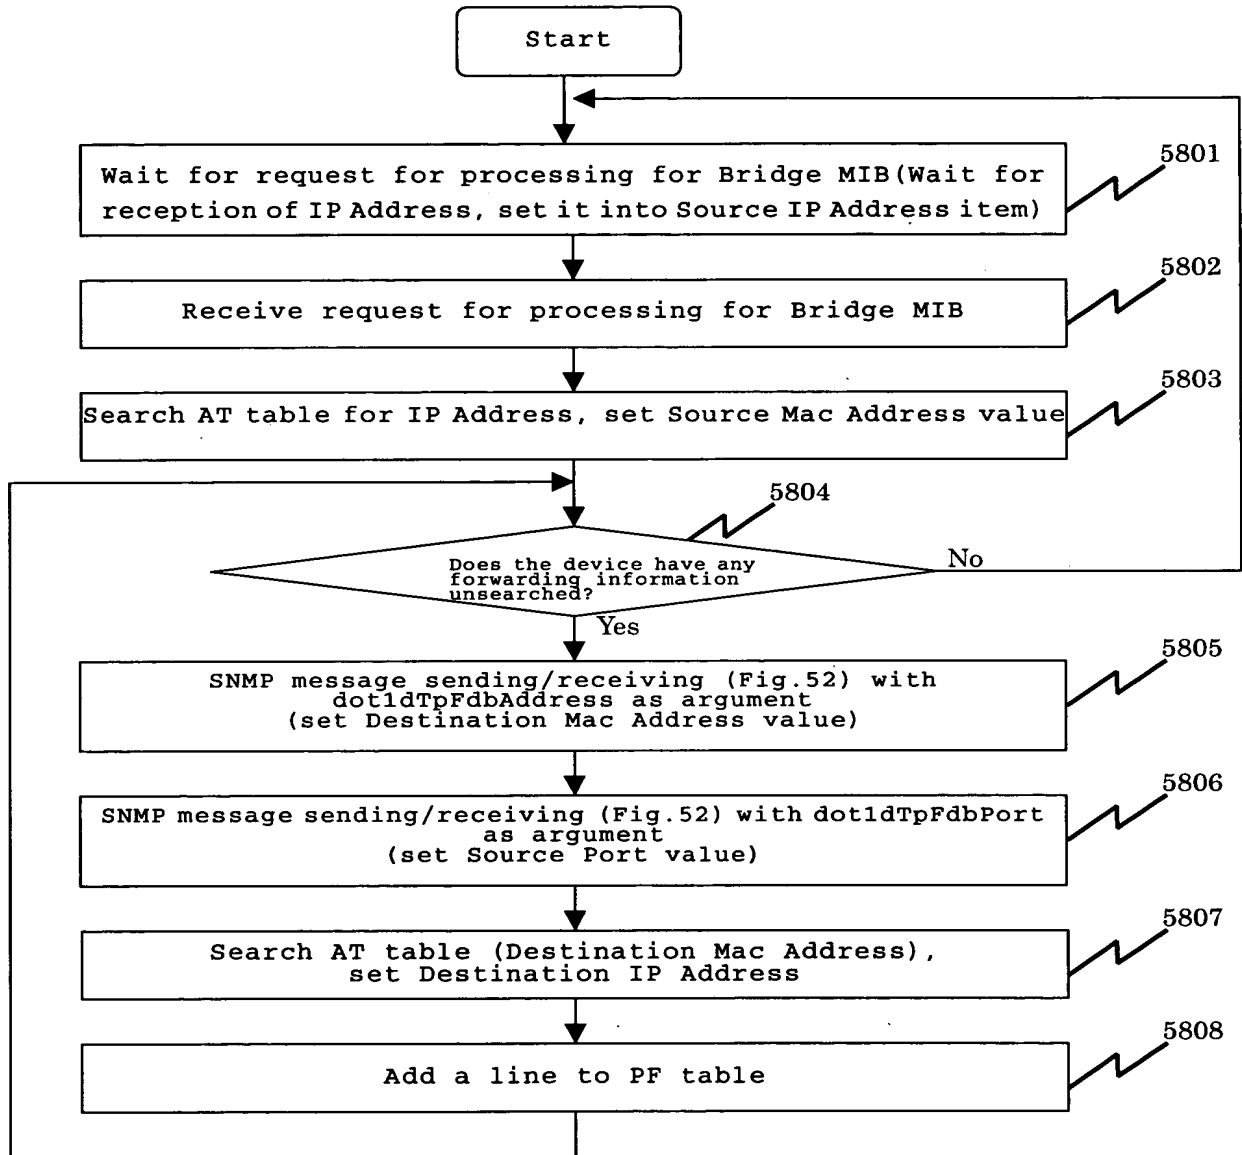 Start
Wait for request for processing for Bridge MIB(Wait for
reception of IP Address, set it into Source IP Address item)
5801
Receive request for processing for Bridge MIB
5802
Search AT table for IP Address, set Source Mac Address value
5803
5804
Does the device have any
forwarding information
unsearched?
No
Yes
SNMP message sending/receiving (Fig.52) with
dot1dTpFdbAddress as argument
(set Destination Mac Address value)
5805
SNMP message sending/receiving (Fig.52) with dot1dTpFdbPort
as argument
(set Source Port value)
5806
Search AT table (Destination Mac Address),
set Destination IP Address
5807
Add a line to PF table
5808